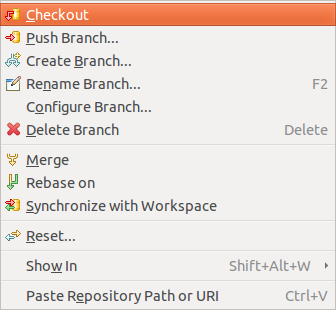 Checkout
Push Branch...
Create Branch...
Rename Branch... F2
Configure Branch...
Delete Branch Delete
Merge
Rebase on
Synchronize with Workspace
Reset...
Show In Shift+Alt+W
Paste Repository Path or URI Ctrl+V